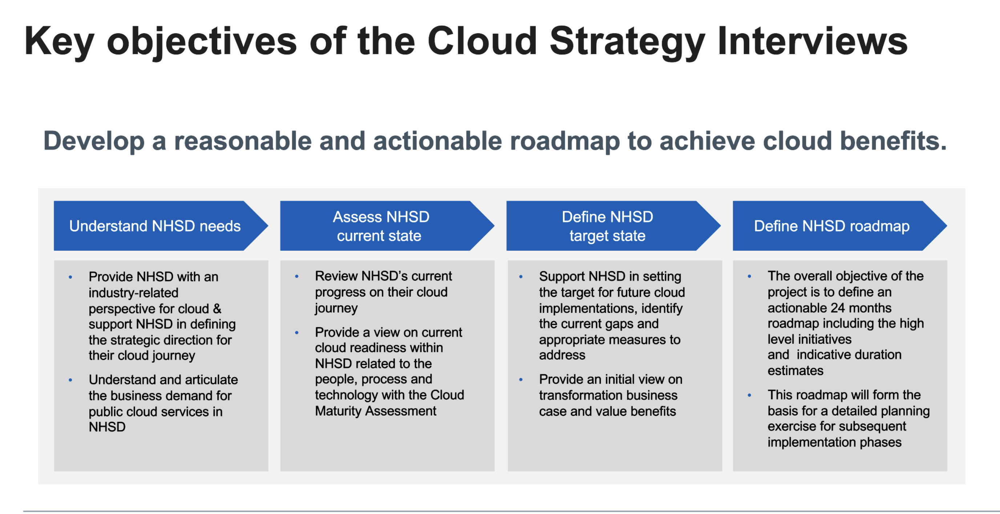 Key objectives of the Cloud Strategy Interviews
Develop a reasonable and actionable roadmap to achieve cloud benefits.
Understand NHSD needs
• Provide NHSD with an
industry-related
perspective for cloud &
support NHSD in defining
the strategic direction for
their cloud journey
• Understand and articulate
the business demand for
public cloud services in
NHSD
Assess NHSD
current state
• Review NHSD’s current
progress on their cloud
journey
• Provide a view on current
cloud readiness within
NHSD related to the
people, process and
technology with the Cloud
Maturity Assessment
Define NHSD
target state
• Support NHSD in setting
the target for future cloud
implementations, identify
the current gaps and
appropriate measures to
address
• Provide an initial view on
transformation business
case and value benefits
Define NHSD roadmap
• The overall objective of the
project is to define an
actionable 24 months
roadmap including the high
level initiatives
and  indicative duration
estimates
• This roadmap will form the
basis for a detailed planning
exercise for subsequent
implementation phases